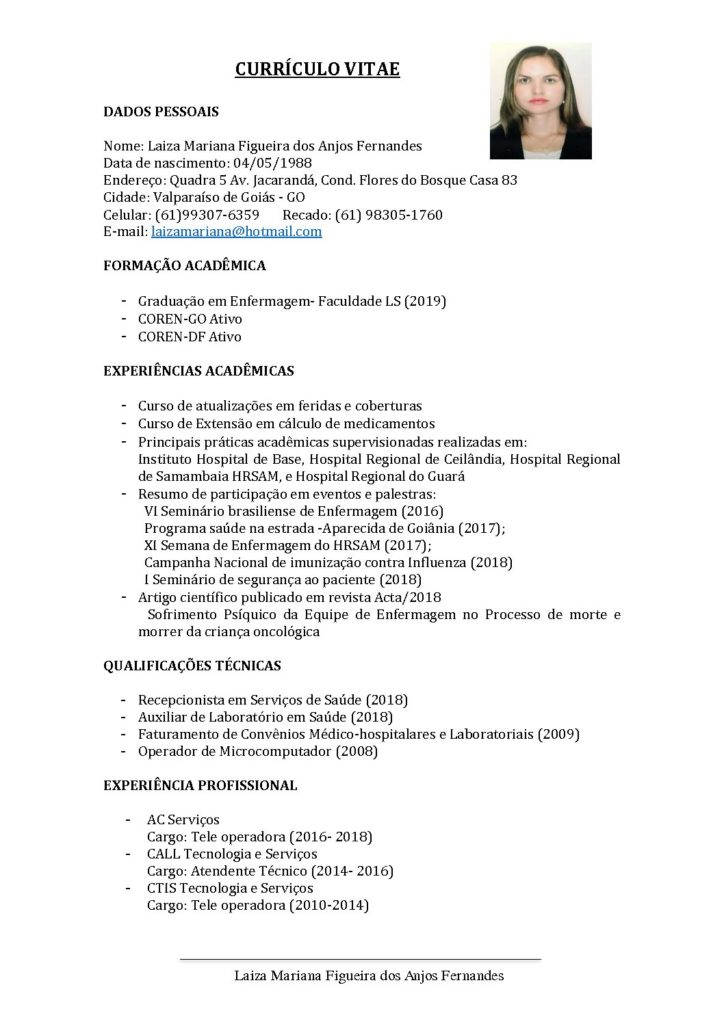 CURRÍCULO VITAE
DADOS PESSOAIS
Nome: Laiza Mariana Figueira dos Anjos Fernandes
Data de nascimento: 04/05/1988
Endereço: Quadra 5 Av. Jacarandá, Cond. Flores do Bosque Casa 83
Cidade: Valparaíso de Goiás - GO
Celular: (61)99307-6359 Recado: (61) 98305-1760
E-mail: laizamariana@hotmail.com
FORMAÇÃO ACADÊMICA
- Graduação em Enfermagem- Faculdade LS (2019)
- COREN-GO Ativo
- COREN-DF Ativo
EXPERIÊNCIAS ACADÊMICAS
- Curso de atualizações em feridas e coberturas
- Curso de Extensão em cálculo de medicamentos
- Principais práticas acadêmicas supervisionadas realizadas em:
Instituto Hospital de Base, Hospital Regional de Ceilândia, Hospital Regional
de Samambaia HRSAM, e Hospital Regional do Guará
- Resumo de participação em eventos e palestras:
VI Seminário brasiliense de Enfermagem (2016)
Programa saúde na estrada -Aparecida de Goiânia (2017);
XI Semana de Enfermagem do HRSAM (2017);
Campanha Nacional de imunização contra Influenza (2018)
I Seminário de segurança ao paciente (2018)
- Artigo científico publicado em revista Acta/2018
Sofrimento Psíquico da Equipe de Enfermagem no Processo de morte e
morrer da criança oncológica
QUALIFICAÇÕES TÉCNICAS
- Recepcionista em Serviços de Saúde (2018)
- Auxiliar de Laboratório em Saúde (2018)
- Faturamento de Convênios Médico-hospitalares e Laboratoriais (2009)
- Operador de Microcomputador (2008)
EXPERIÊNCIA PROFISSIONAL
- AC Serviços
Cargo: Tele operadora (2016- 2018)
- CALL Tecnologia e Serviços
Cargo: Atendente Técnico (2014- 2016)
- CTIS Tecnologia e Serviços
Cargo: Tele operadora (2010-2014)
Laiza Mariana Figueira dos Anjos Fernandes